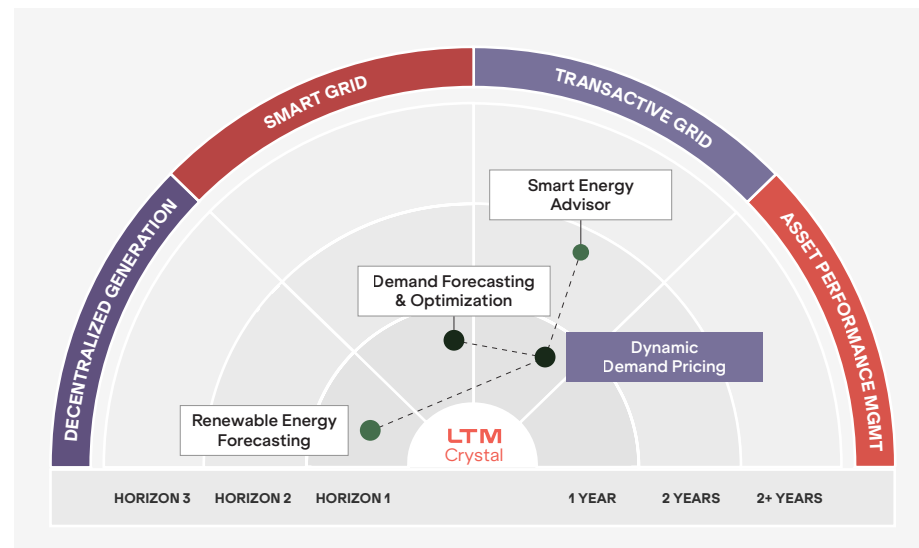 SMART GRID
TRANSACTIVE GRID
DECENTRALIZED GENERATION
ASSET PERFORMANCE MGMT
Smart Energy
Advisor
Demand Forecasting
& Optimization
Dynamic
Demand Pricing
Renewable Energy
Forecasting
LTM
Crystal
HORIZON 3 HORIZON 2 HORIZON 1 1 YEAR 2 YEARS 2+ YEARS